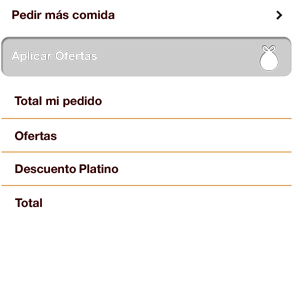 Pedir más comida
Aplicar Ofertas
Total mi pedido
Ofertas
Descuento Platino
Total